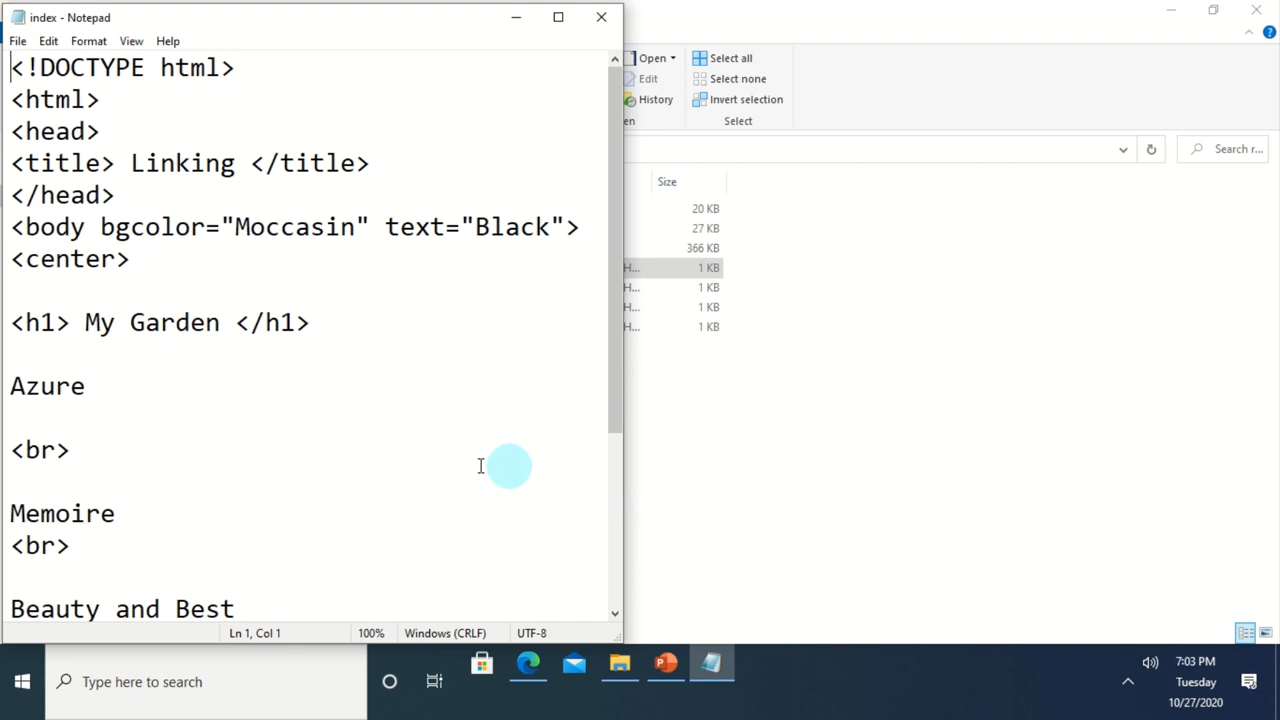 index - Notepad
File Edit Format View Help
<!DOCTYPE html>
<html>
<head>
<title> Linking </title>
</head>
<body bgcolor="Moccasin" text="Black">
<center>
<h1> My Garden </h1>
Azure
<br>
Memoire
<br>
Beauty and Best
Ln 1, Col 1 100% Windows (CRLF) UTF-8
Open Select all
Edit Select none
History Invert selection
en Select
Search r...
Size
20 KB
27 KB
366 KB
H... 1 KB
H... 1 KB
H... 1 KB
H... 1 KB
Type here to search
7:03 PM
Tuesday
10/27/2020